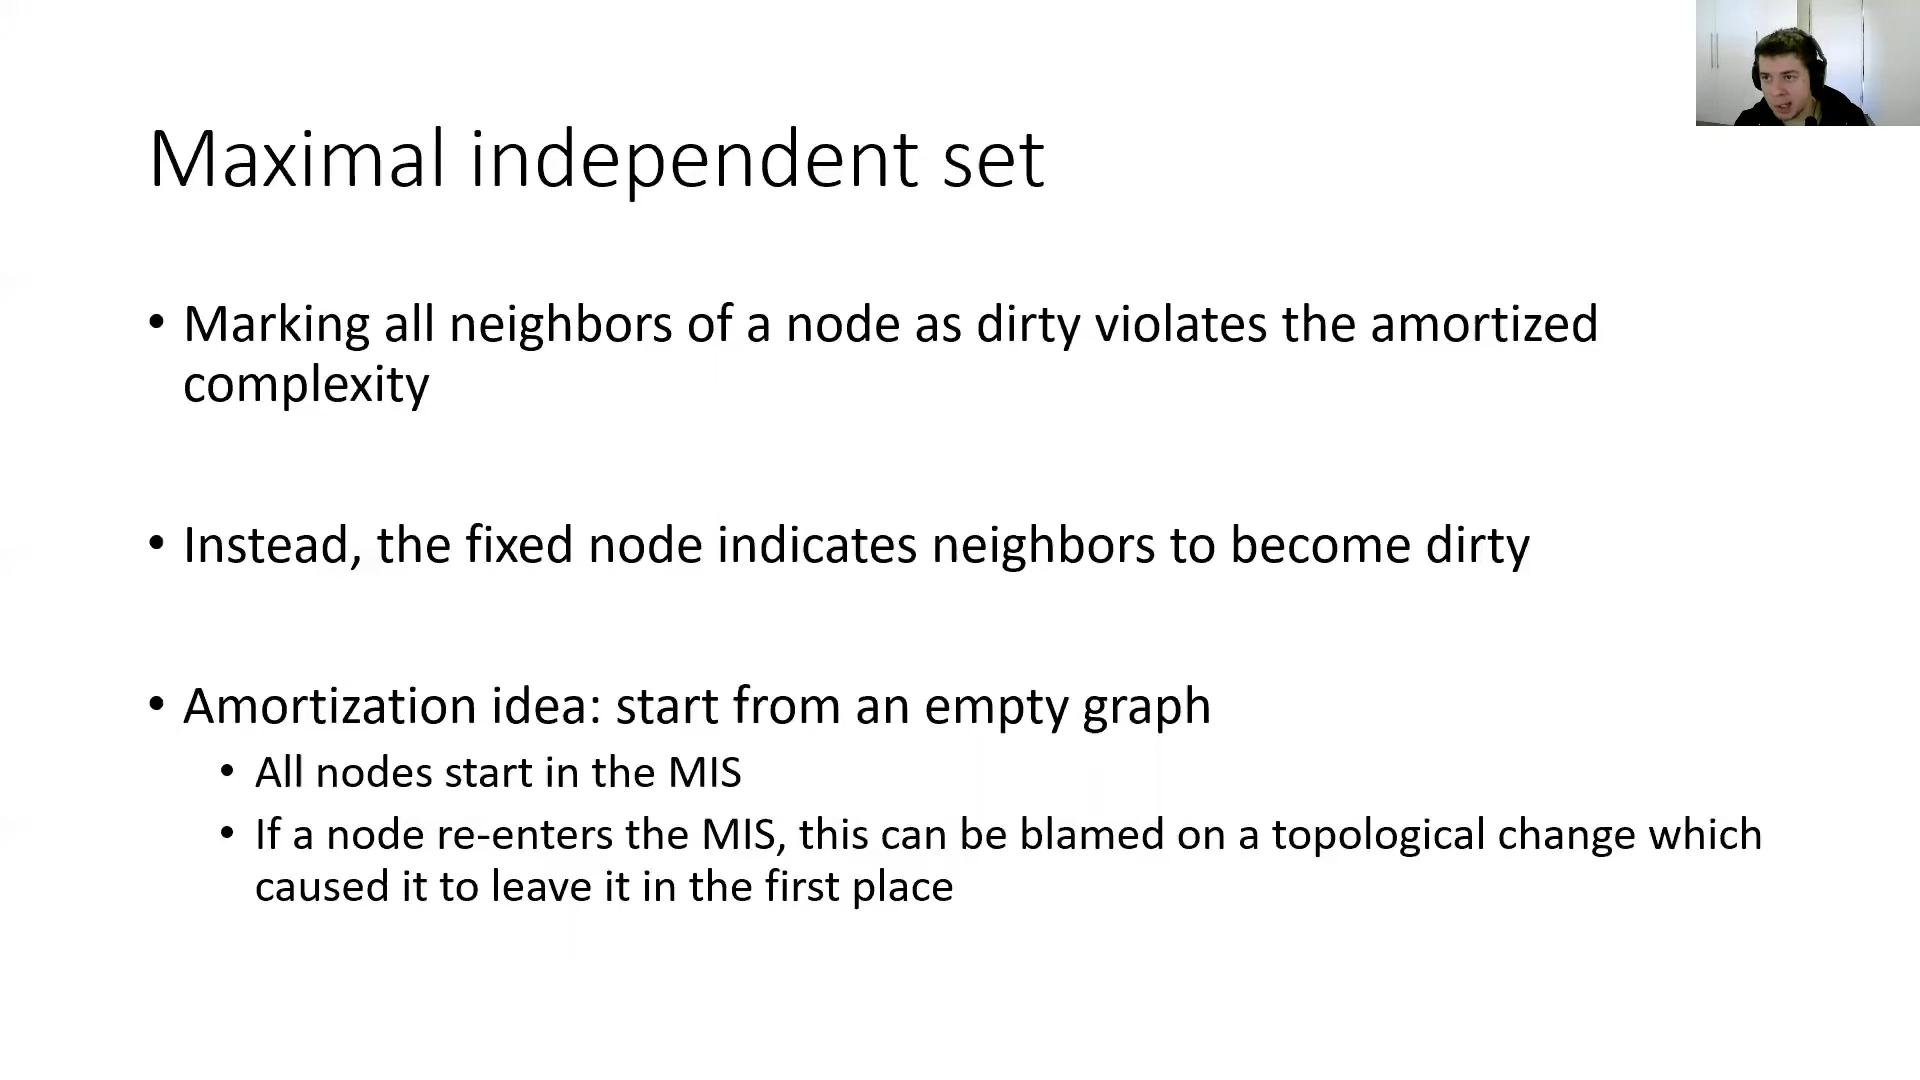 Maximal independent set
• Marking all neighbors of a node as dirty violates the amortized
complexity
• Instead, the fixed node indicates neighbors to become dirty
• Amortization idea: start from an empty graph
• All nodes start in the MIS
• If a node re-enters the MIS, this can be blamed on a topological change which
caused it to leave it in the first place